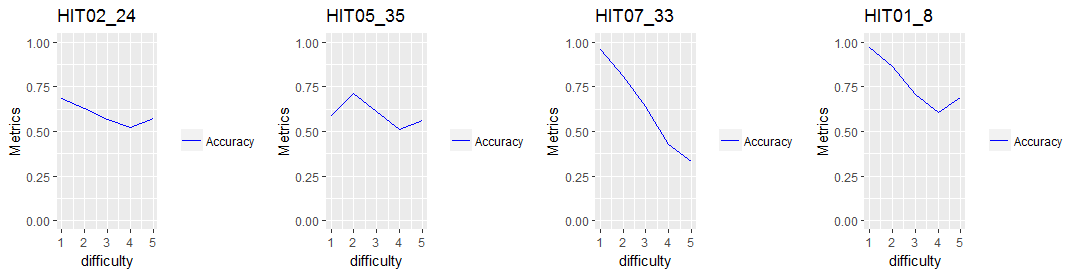 HIT02_24
Metrics
1.00
0.75
0.50
0.25
0.00
1 2 3 4 5
difficulty
Accuracy
HIT05_35
Metrics
1.00
0.75
0.50
0.25
0.00
1 2 3 4 5
difficulty
Accuracy
HIT07_33
Metrics
1.00
0.75
0.50
0.25
0.00
1 2 3 4 5
difficulty
Accuracy
HIT01_8
Metrics
1.00
0.75
0.50
0.25
0.00
1 2 3 4 5
difficulty
Accuracy